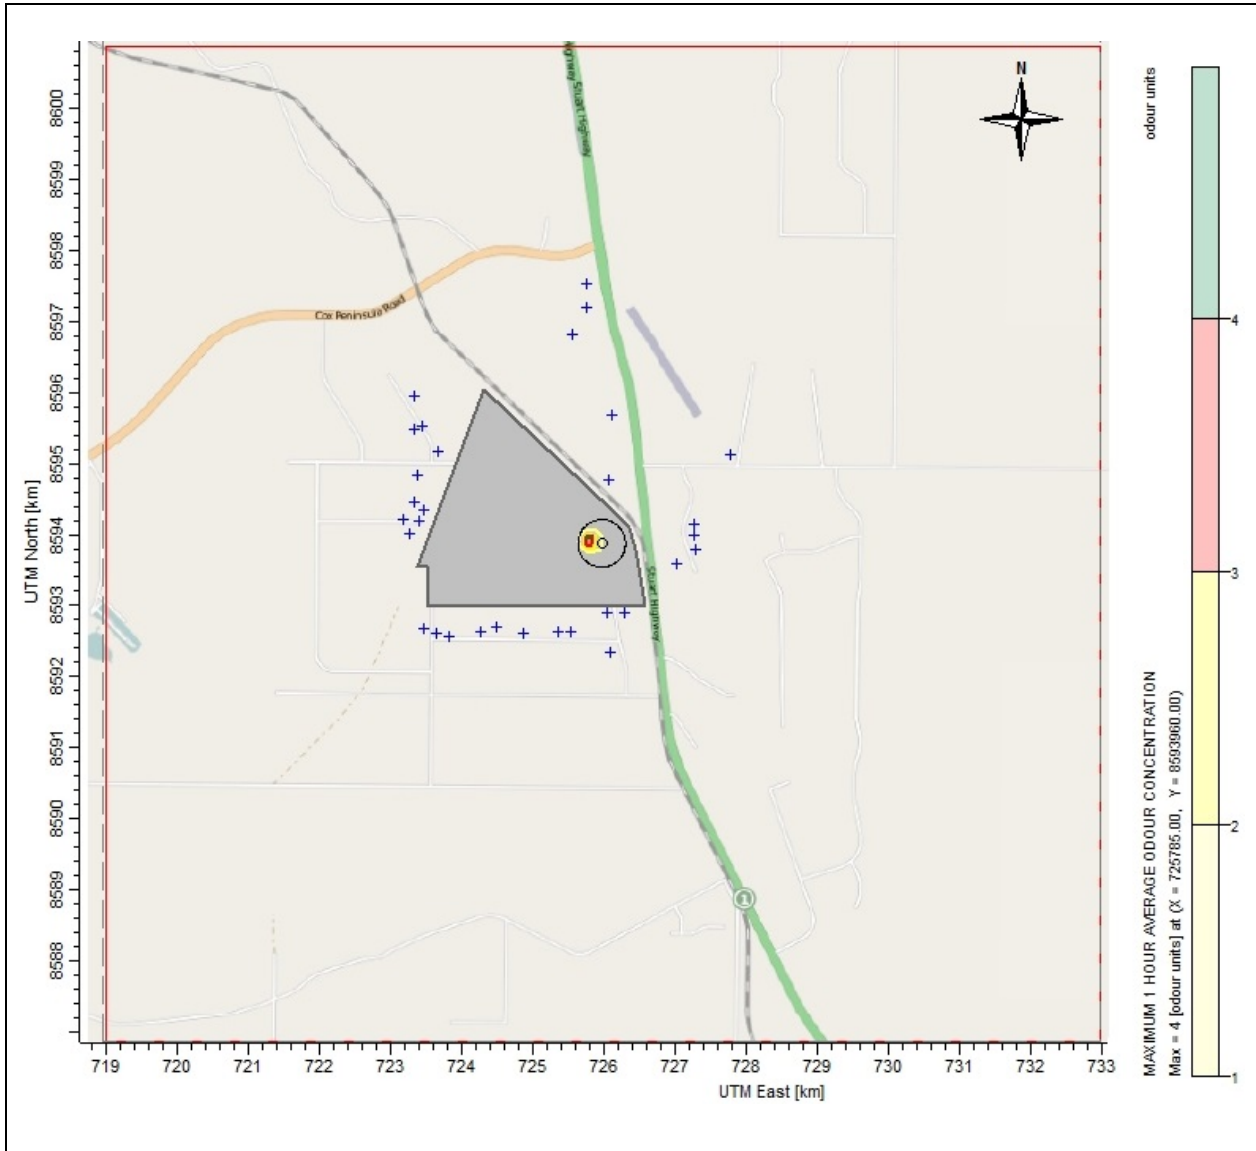 Highway Stuart Highway
N
odour units
8600
8599
8598
8597
Cox Peninsula Road
8596
8595
8594
8593
Stuart Highway
8592
8591
8590
8589
1
8588
UTM North [km]
719 720 721 722 723 724 725 726 727 728 729 730 731 732 733
UTM East [km]
MAXIMUM 1 HOUR AVERAGE ODOUR CONCENTRATION
Max = 4 [odour units] at (X = 725785.00, Y = 8593960.00)
4
3
2
1